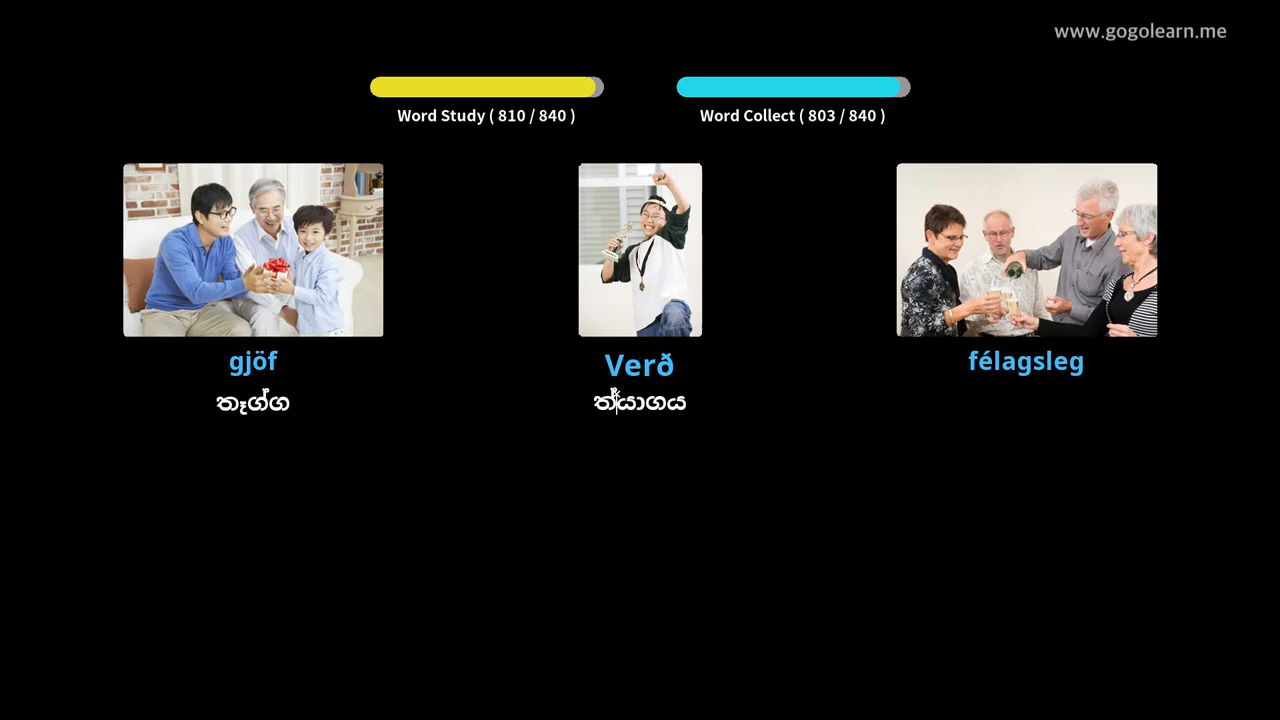 www.gogolearn.me
Word Study ( 810 / 840 )
Word Collect ( 803 / 840 )
gjöf
Verð
félagsleg
තෑග්ග
ත්‍යාගය